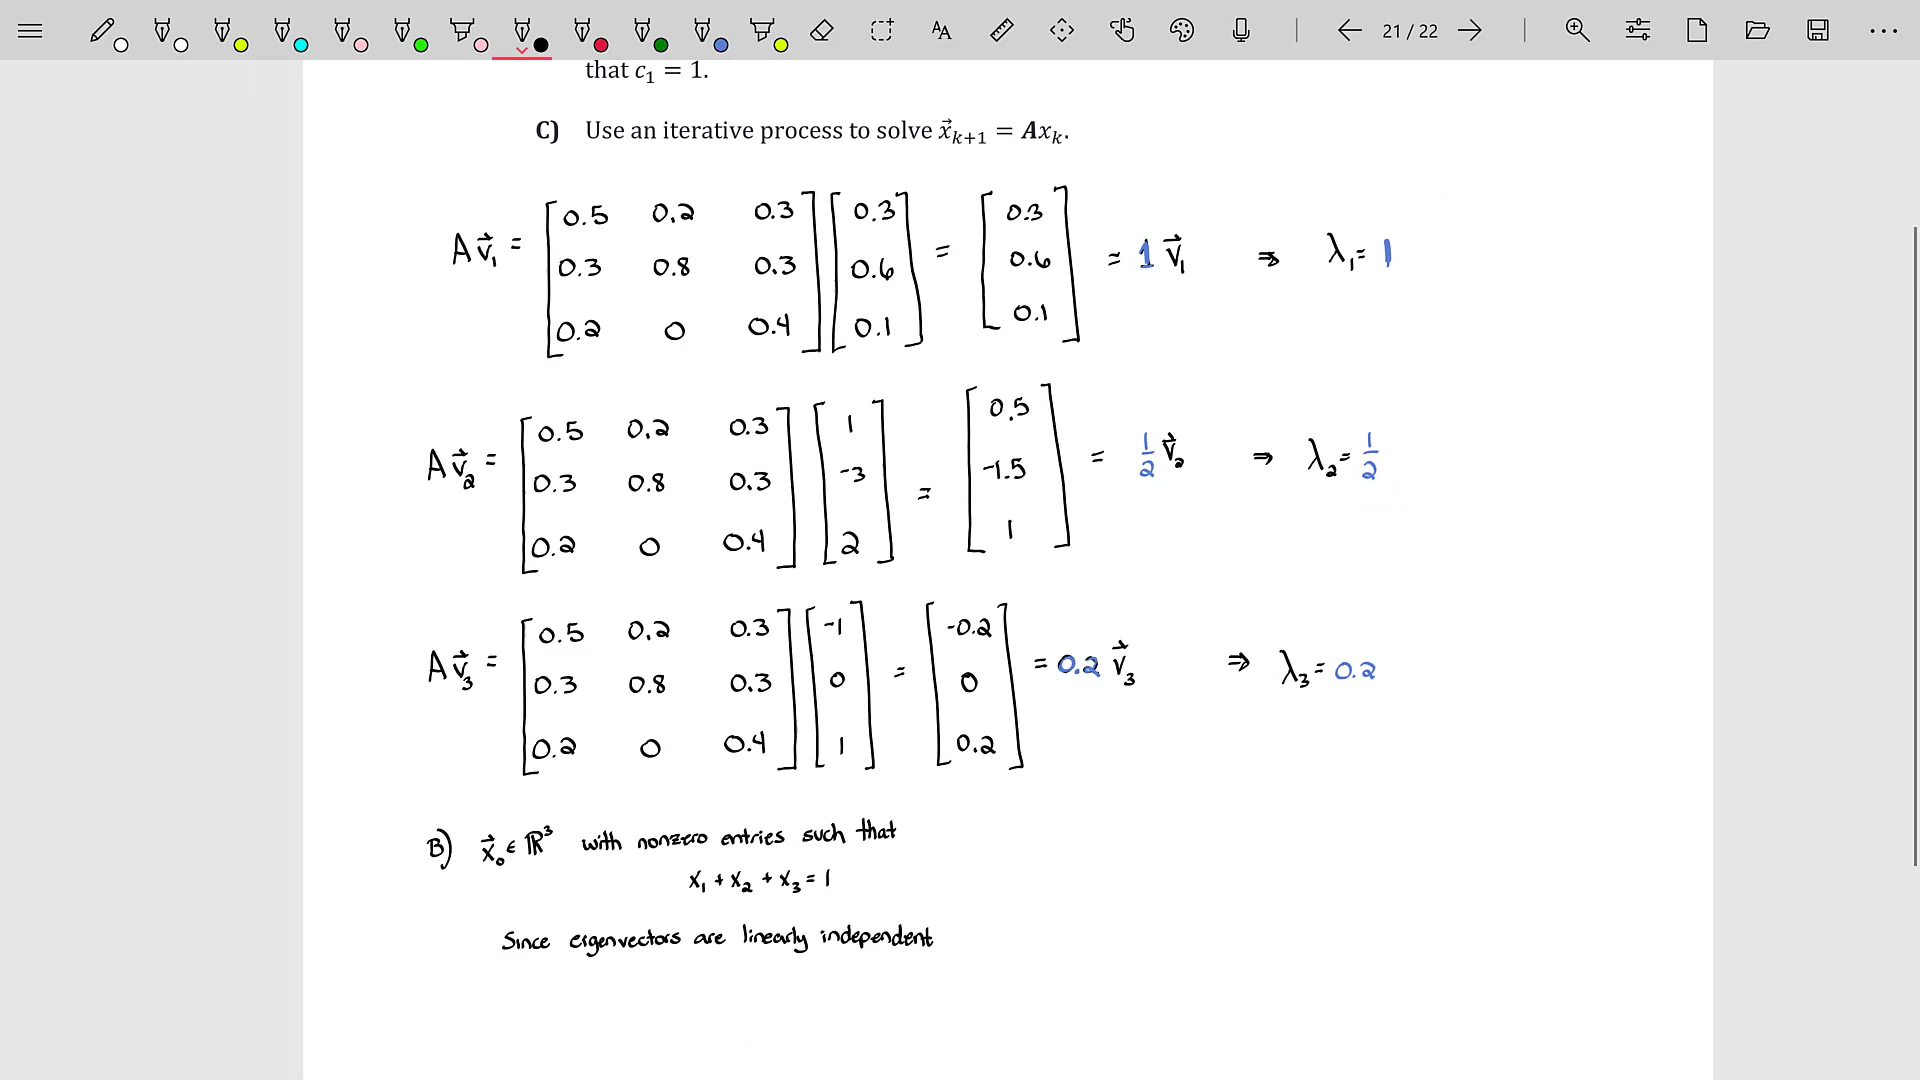 21 / 22
that c₁ = 1.
C) Use an iterative process to solve x⃗ₖ₊₁ = Axₖ.
Av⃗₁ = [0.5 0.2 0.3; 0.3 0.8 0.3; 0.2 0 0.4] [0.3; 0.6; 0.1] = [0.3; 0.6; 0.1] = 1 v⃗₁ ⇒ λ₁ = 1
Av⃗₂ = [0.5 0.2 0.3; 0.3 0.8 0.3; 0.2 0 0.4] [1; -3; 2] = [0.5; -1.5; 1] = 1/2 v⃗₂ ⇒ λ₂ = 1/2
Av⃗₃ = [0.5 0.2 0.3; 0.3 0.8 0.3; 0.2 0 0.4] [-1; 0; 1] = [-0.2; 0; 0.2] = 0.2 v⃗₃ ⇒ λ₃ = 0.2
B) x⃗₀ ∈ ℝ³ with nonzero entries such that
x₁ + x₂ + x₃ = 1
Since eigenvectors are linearly independent